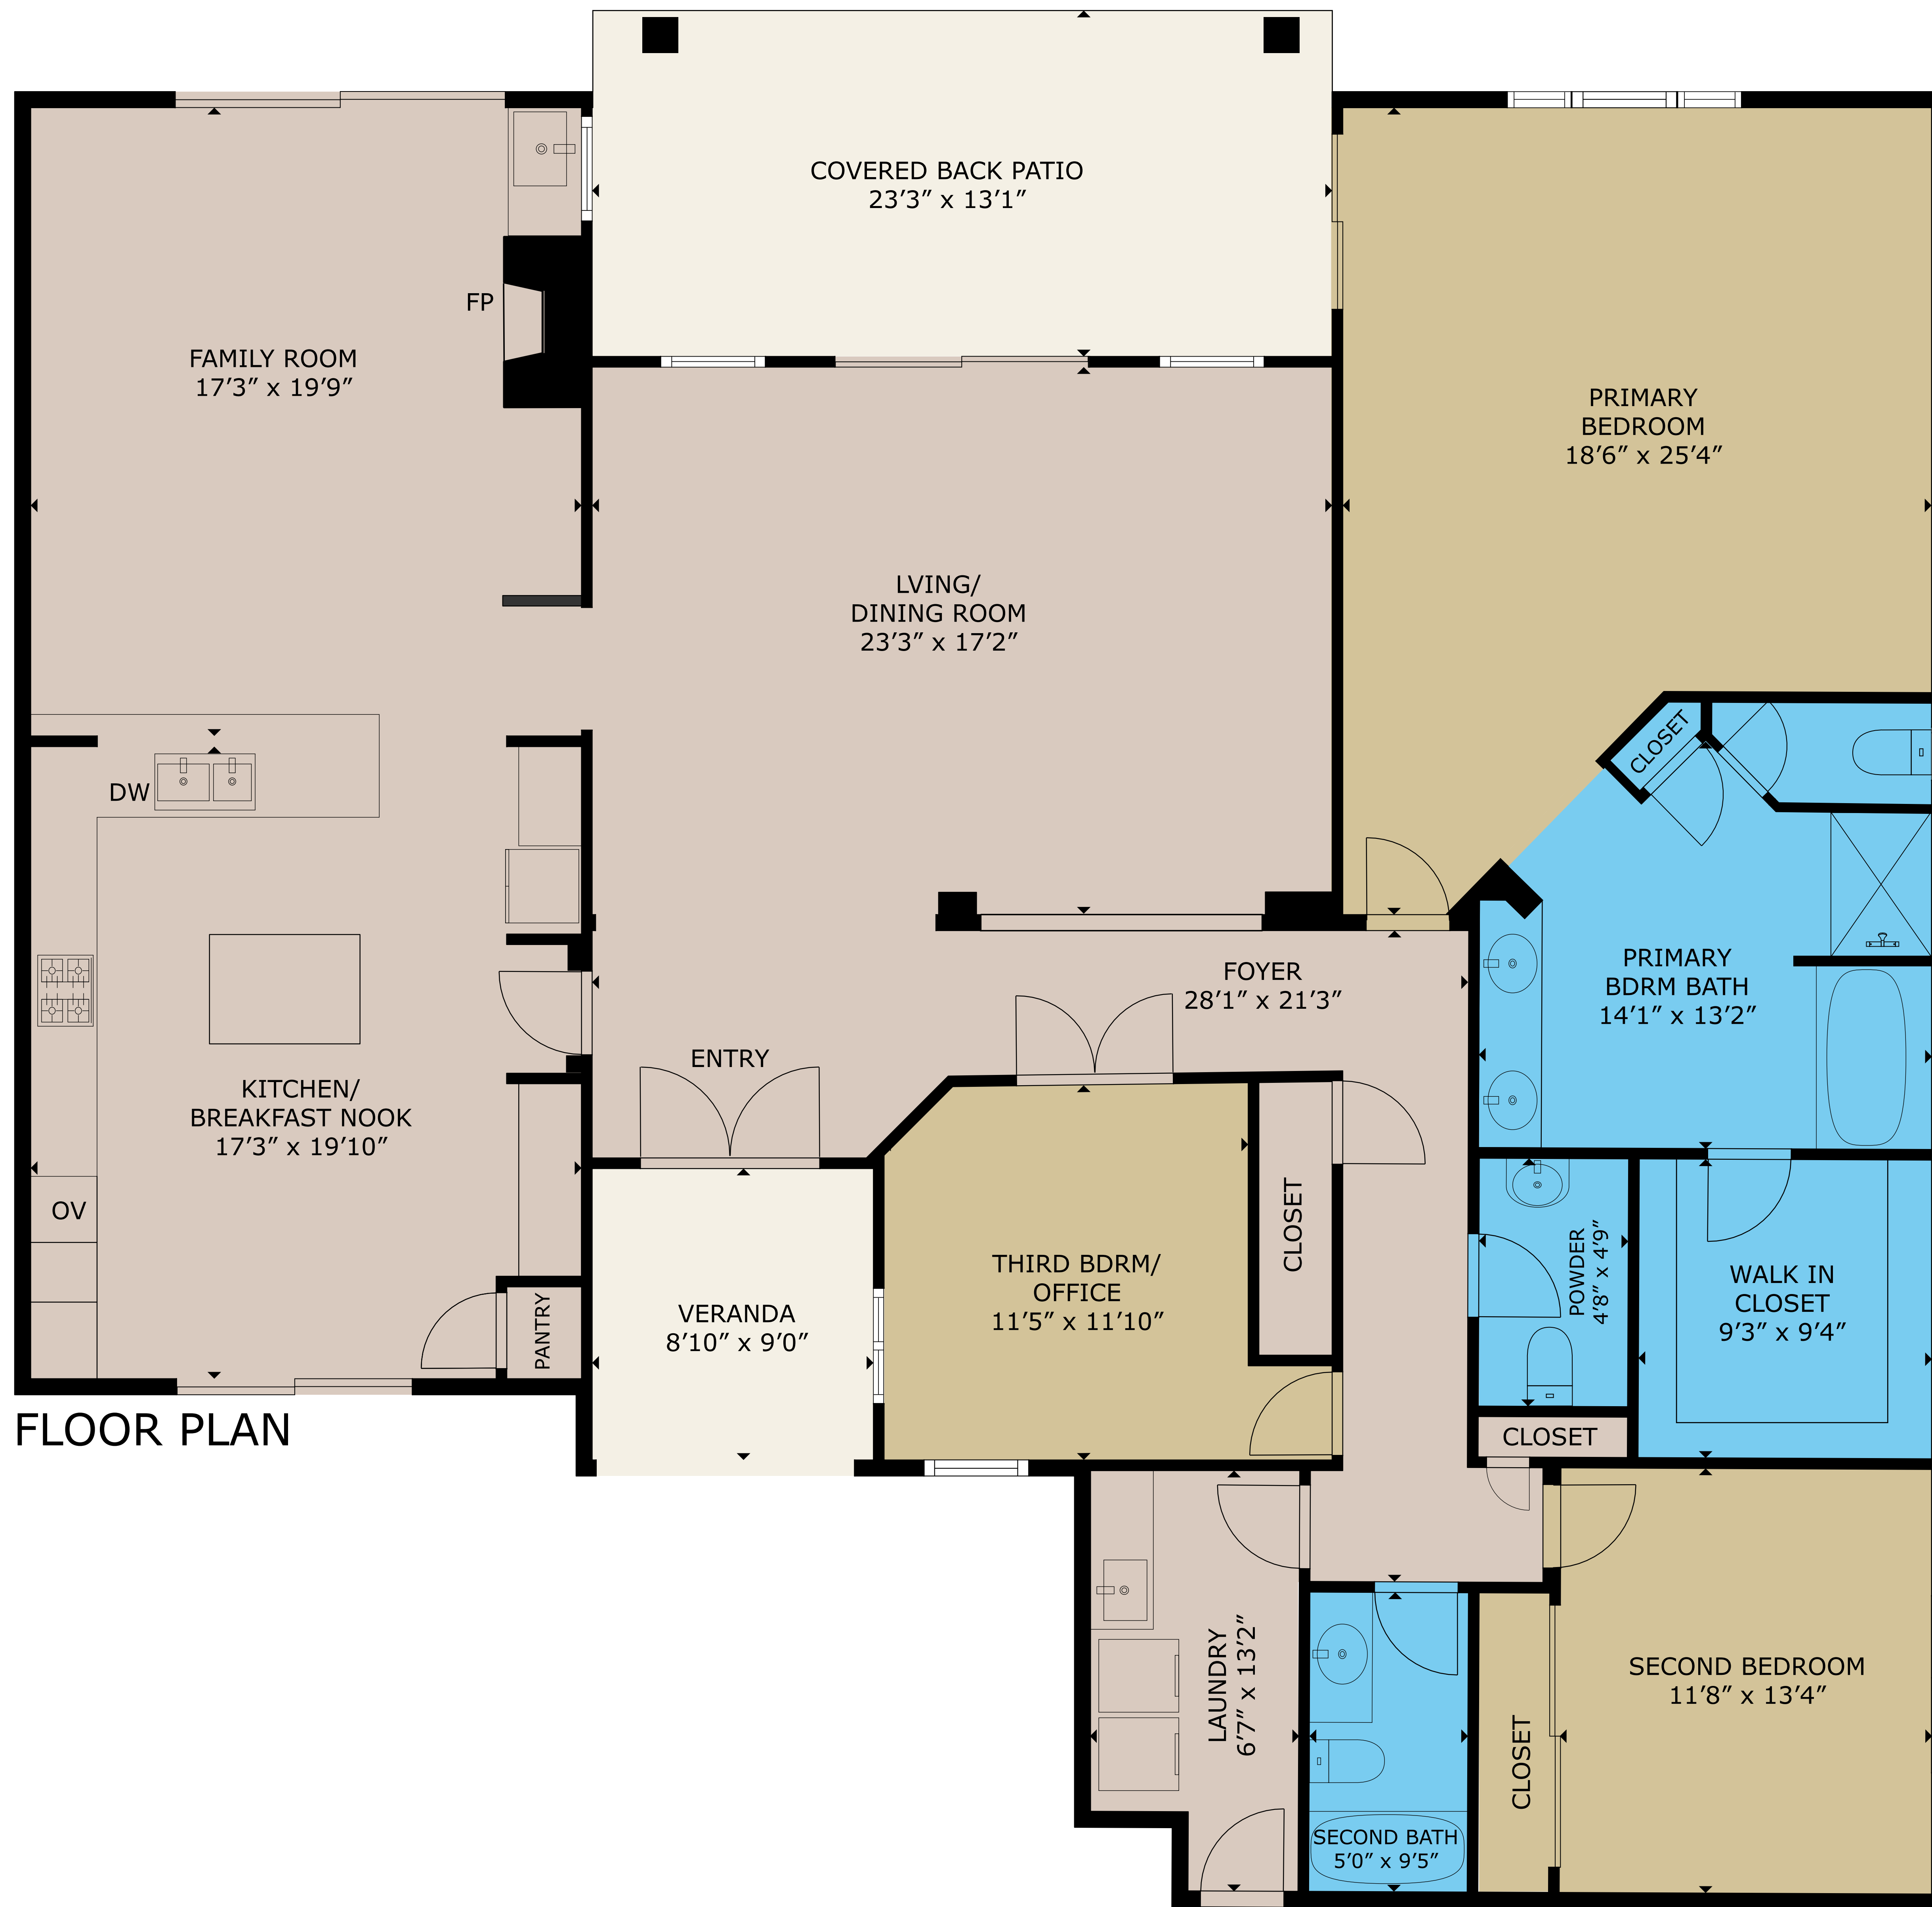 COVERED BACK PATIO
23’3” x 13’1”
FP
FAMILY ROOM
17’3” x 19’9”
PRIMARY
BEDROOM
18’6” x 25’4”
LVING/
DINING ROOM
23’3” x 17’2”
CLOSET
DW
PRIMARY
BDRM BATH
14’1” x 13’2”
FOYER
28’1” x 21’3”
ENTRY
KITCHEN/
BREAKFAST NOOK
17’3” x 19’10”
OV
PANTRY
VERANDA
8’10” x 9’0”
THIRD BDRM/
OFFICE
11’5” x 11’10”
CLOSET
POWDER
4’8” x 4’9”
WALK IN
CLOSET
9’3” x 9’4”
FLOOR PLAN
CLOSET
LAUNDRY
6’7” x 13’2”
SECOND BEDROOM
11’8” x 13’4”
CLOSET
SECOND BATH
5’0” x 9’5”